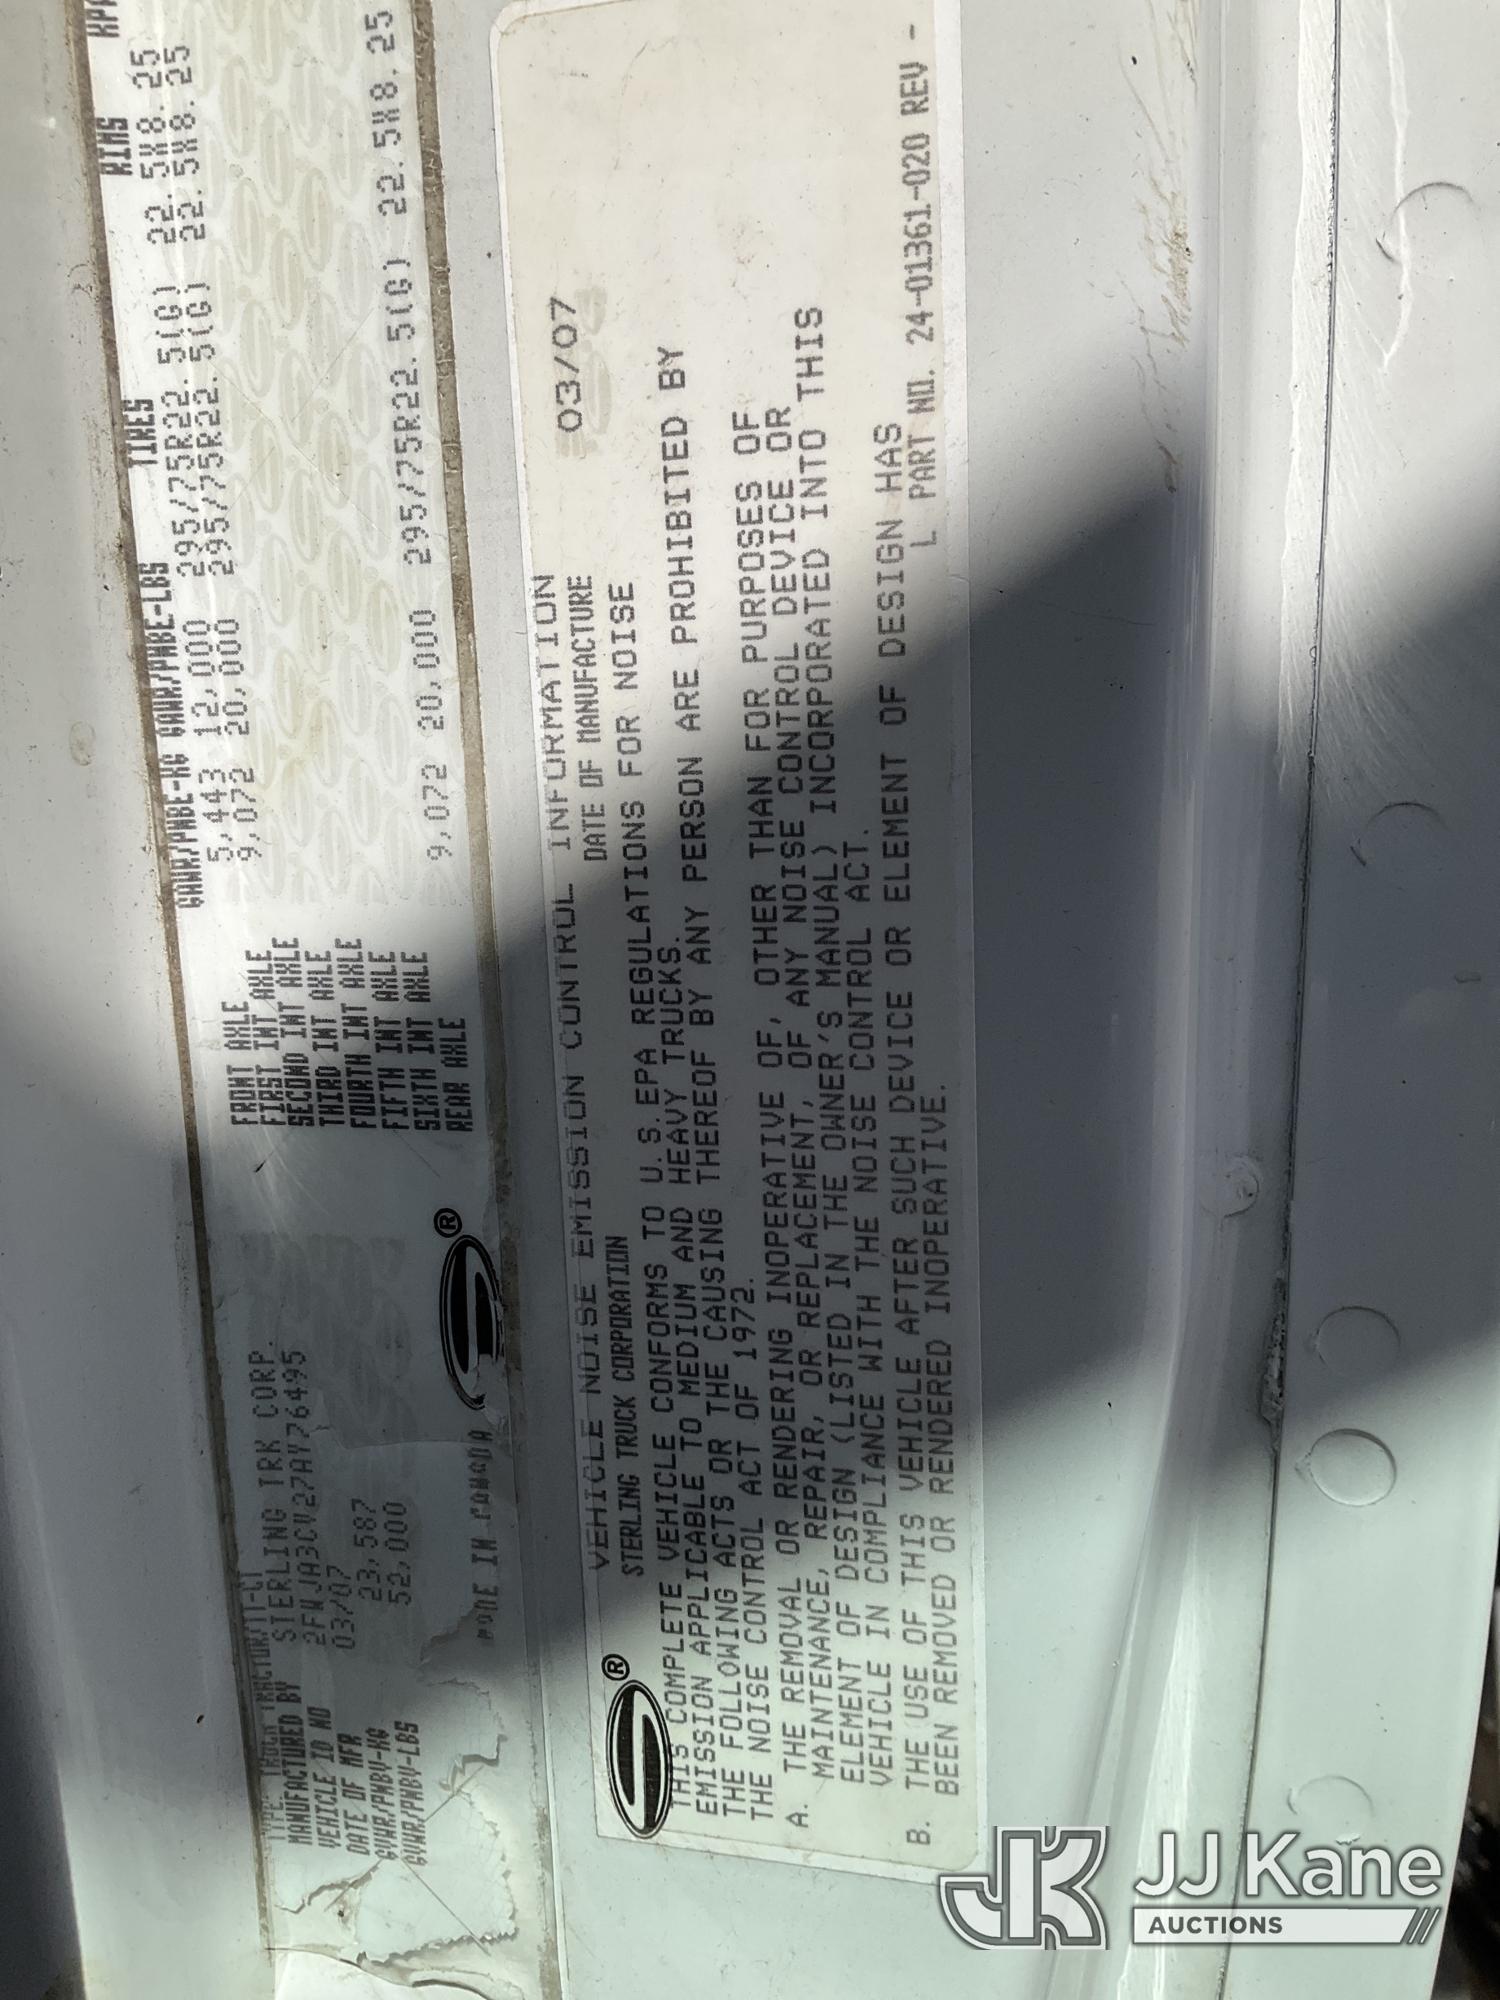 TYPE: TRUCK TRACTOR/TT-CT
MANUFACTURED BY STERLING TRK CORP.
VEHICLE ID NO 2FWJA3CV27AY76495
DATE OF MFR 03/07
GVWR/PNBV-KG 23,587
GVWR/PNBV-LBS 52,000
MADE IN CANADA
®
GAWR/PNBE-KG GAWR/PNBE-LBS TIRES RIMS KPA
FRONT AXLE 5,443 12,000 295/75R22.5(G) 22.5X8.25
FIRST INT AXLE 9,072 20,000 295/75R22.5(G) 22.5X8.25
SECOND INT AXLE
THIRD INT AXLE
FOURTH INT AXLE
FIFTH INT AXLE
SIXTH INT AXLE
REAR AXLE 9,072 20,000 295/75R22.5(G) 22.5X8.25
®
VEHICLE NOISE EMISSION CONTROL INFORMATION
STERLING TRUCK CORPORATION DATE OF MANUFACTURE 03/07
THIS COMPLETE VEHICLE CONFORMS TO U.S.EPA REGULATIONS FOR NOISE
EMISSION APPLICABLE TO MEDIUM AND HEAVY TRUCKS.
THE FOLLOWING ACTS OR THE CAUSING THEREOF BY ANY PERSON ARE PROHIBITED BY
THE NOISE CONTROL ACT OF 1972.
A. THE REMOVAL OR RENDERING INOPERATIVE OF, OTHER THAN FOR PURPOSES OF
MAINTENANCE, REPAIR, OR REPLACEMENT, OF ANY NOISE CONTROL DEVICE OR
ELEMENT OF DESIGN (LISTED IN THE OWNER'S MANUAL) INCORPORATED INTO THIS
VEHICLE IN COMPLIANCE WITH THE NOISE CONTROL ACT.
B. THE USE OF THIS VEHICLE AFTER SUCH DEVICE OR ELEMENT OF DESIGN HAS
BEEN REMOVED OR RENDERED INOPERATIVE. L PART NO. 24-01361-020 REV -
JK JJ Kane
AUCTIONS